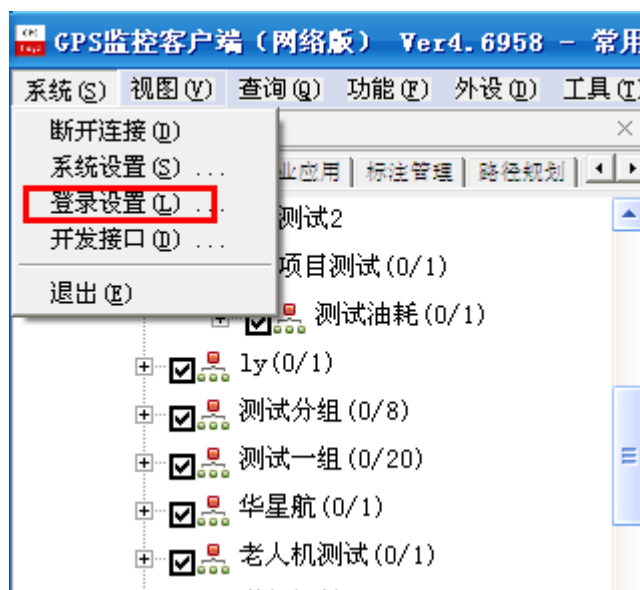 GPS监控客户端（网络版） Ver4.6958 - 常用
系统(S) 视图(V) 查询(Q) 功能(F) 外设(D) 工具(T)
断开连接(D)
系统设置(S) ...
业应用 标注管理 路径规划
登录设置(L) ...
测试2
开发接口(D) ...
项目测试(0/1)
退出(E)
测试油耗(0/1)
ly(0/1)
测试分组(0/8)
测试一组(0/20)
华星航(0/1)
老人机测试(0/1)